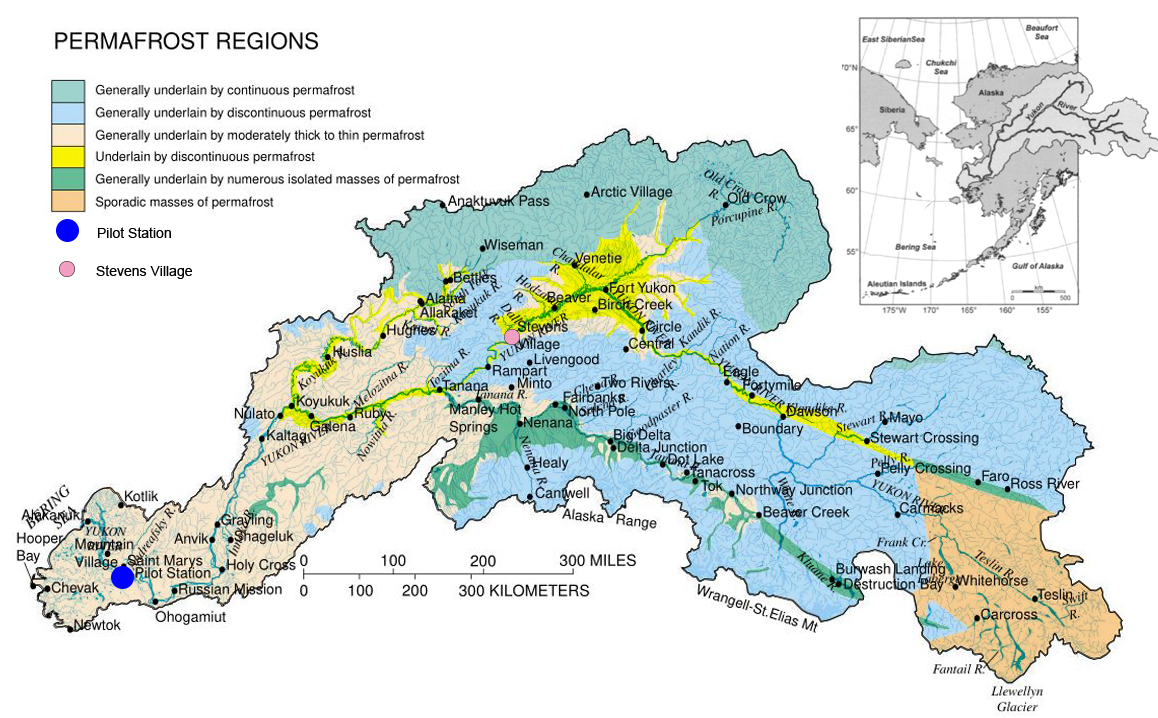 PERMAFROST REGIONS
Generally underlain by continuous permafrost
Generally underlain by discontinuous permafrost
Generally underlain by moderately thick to thin permafrost
Underlain by discontinuous permafrost
Generally underlain by numerous isolated masses of permafrost
Sporadic masses of permafrost
Pilot Station
Stevens Village
East SiberianSea
Beaufort
Sea
Chukchi
Sea
70°N
Alaska
Siberia
Yukon
River
65°
60°
55°
Bering Sea
Gulf of Alaska
Aleutian Islands
km
0
500
175°W
170°
165°
160°
155°
Anaktuvuk Pass
Arctic Village
Old Crow
R.
Old Crow
Porcupine R.
Wiseman
Venetie
Chandalar
R.
Bettles
Koyukuk R.
Fort Yukon
Beaver
Birch Creek
Alatna
Allakaket
Hughes
Stevens
Village
YUKON RIVER
Circle
Central
Kandik R.
Nation R.
Huslia
Koyukuk R.
Livengood
Rampart
Tozitna R.
Melozitna R.
Tanana
Minto
Two Rivers
Charley
R.
Eagle
Fortymile
Tanana R.
Fairbanks
North Pole
Goodpaster R.
Manley Hot
Springs
Nenana
Nenana R.
Koyukuk
Nulato
Galena
Ruby
Nowitna R.
Kaltag
YUKON RIVER
Dawson
Klondike R.
Stewart R.
Mayo
Stewart Crossing
Boundary
Big Delta
Delta Junction
Dot Lake
Tanacross
Tok
Healy
Cantwell
Alaska Range
Northway Junction
Beaver Creek
White R.
Pelly R.
Pelly Crossing
Faro
Ross River
YUKON RIVER
Carmacks
Frank Cr.
Kotlik
BERING
SEA
Alakanuk
YUKON
RIVER
Hooper
Bay
Mountain
Village
Andreafsky R.
Saint Marys
Pilot Station
Chevak
Newtok
Grayling
Anvik
Shageluk
Holy Cross
Russian Mission
Ohogamiut
0 100 200 300 MILES
0 100 200 300 KILOMETERS
Kluane R.
Burwash Landing
Destruction Bay
Wrangell-St.Elias Mt
Teslin R.
Whitehorse
Teslin
Swift
R.
Carcross
Fantail R.
Llewellyn
Glacier